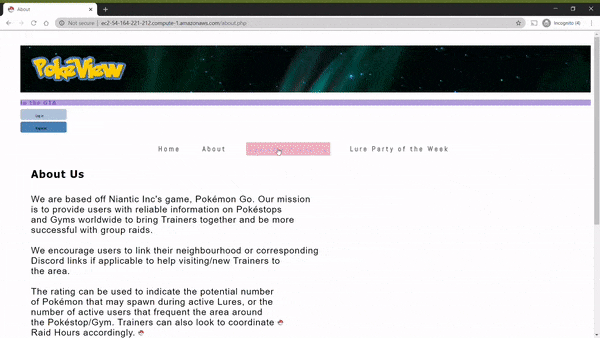 About
Not secure | ec2-54-164-221-212.compute-1.amazonaws.com/about.php
Incognito (4)
PokéView
in the GTA
Log in
Register
Home About Lure Party of the Week
About Us
We are based off Niantic Inc's game, Pokémon Go. Our mission
is to provide users with reliable information on Pokéstops
and Gyms worldwide to bring Trainers together and be more
successful with group raids.
We encourage users to link their neighbourhood or corresponding
Discord links if applicable to help visiting/new Trainers to
the area.
The rating can be used to indicate the potential number
of Pokémon that may spawn during active Lures, or the
number of active users that frequent the area around
the Pokéstop/Gym. Trainers can also look to coordinate
Raid Hours accordingly.